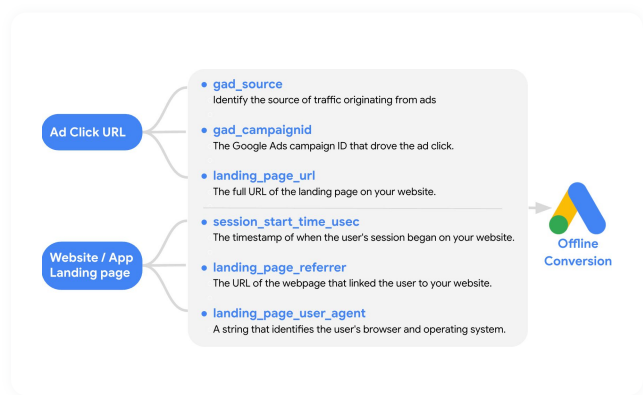 Ad Click URL
gad_source
Identify the source of traffic originating from ads
gad_campaignid
The Google Ads campaign ID that drove the ad click.
landing_page_url
The full URL of the landing page on your website.
Website / App
Landing page
session_start_time_usec
The timestamp of when the user's session began on your website.
landing_page_referrer
The URL of the webpage that linked the user to your website.
landing_page_user_agent
A string that identifies the user's browser and operating system.
Offline
Conversion